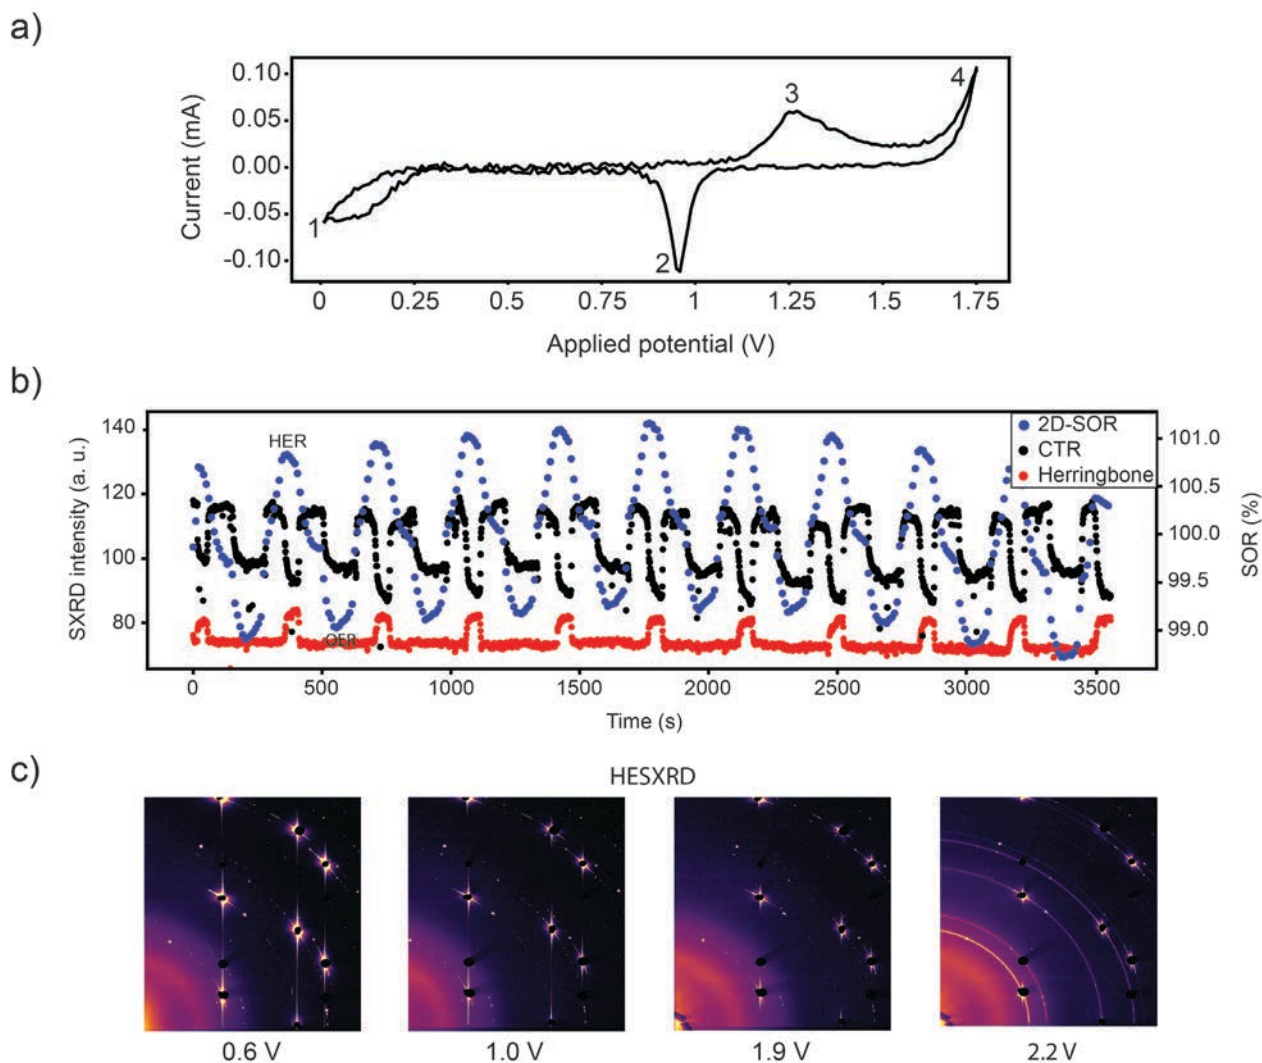 a)
0.10
0.05
0.00
-0.05
-0.10
Current (mA)
1
2
3
4
0 0.25 0.5 0.75 1 1.25 1.5 1.75
Applied potential (V)
b)
140
120
100
80
SXRD intensity (a. u.)
HER
OER
2D-SOR
CTR
Herringbone
101.0
100.5
100.0
99.5
99.0
SOR (%)
0 500 1000 1500 2000 2500 3000 3500
Time (s)
c)
HESXRD
0.6 V 1.0 V 1.9 V 2.2 V